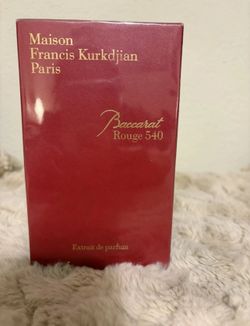 Maison
Francis Kurkdjian
Paris
Baccarat
Rouge 540
Extrait de parfum